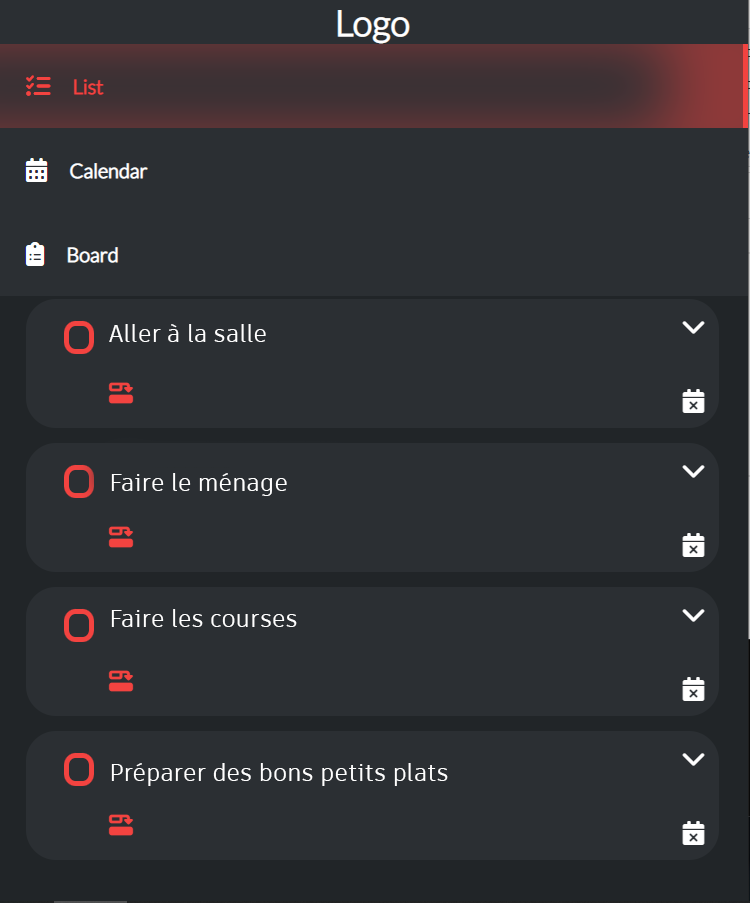 Logo
List
Calendar
Board
Aller à la salle
Faire le ménage
Faire les courses
Préparer des bons petits plats